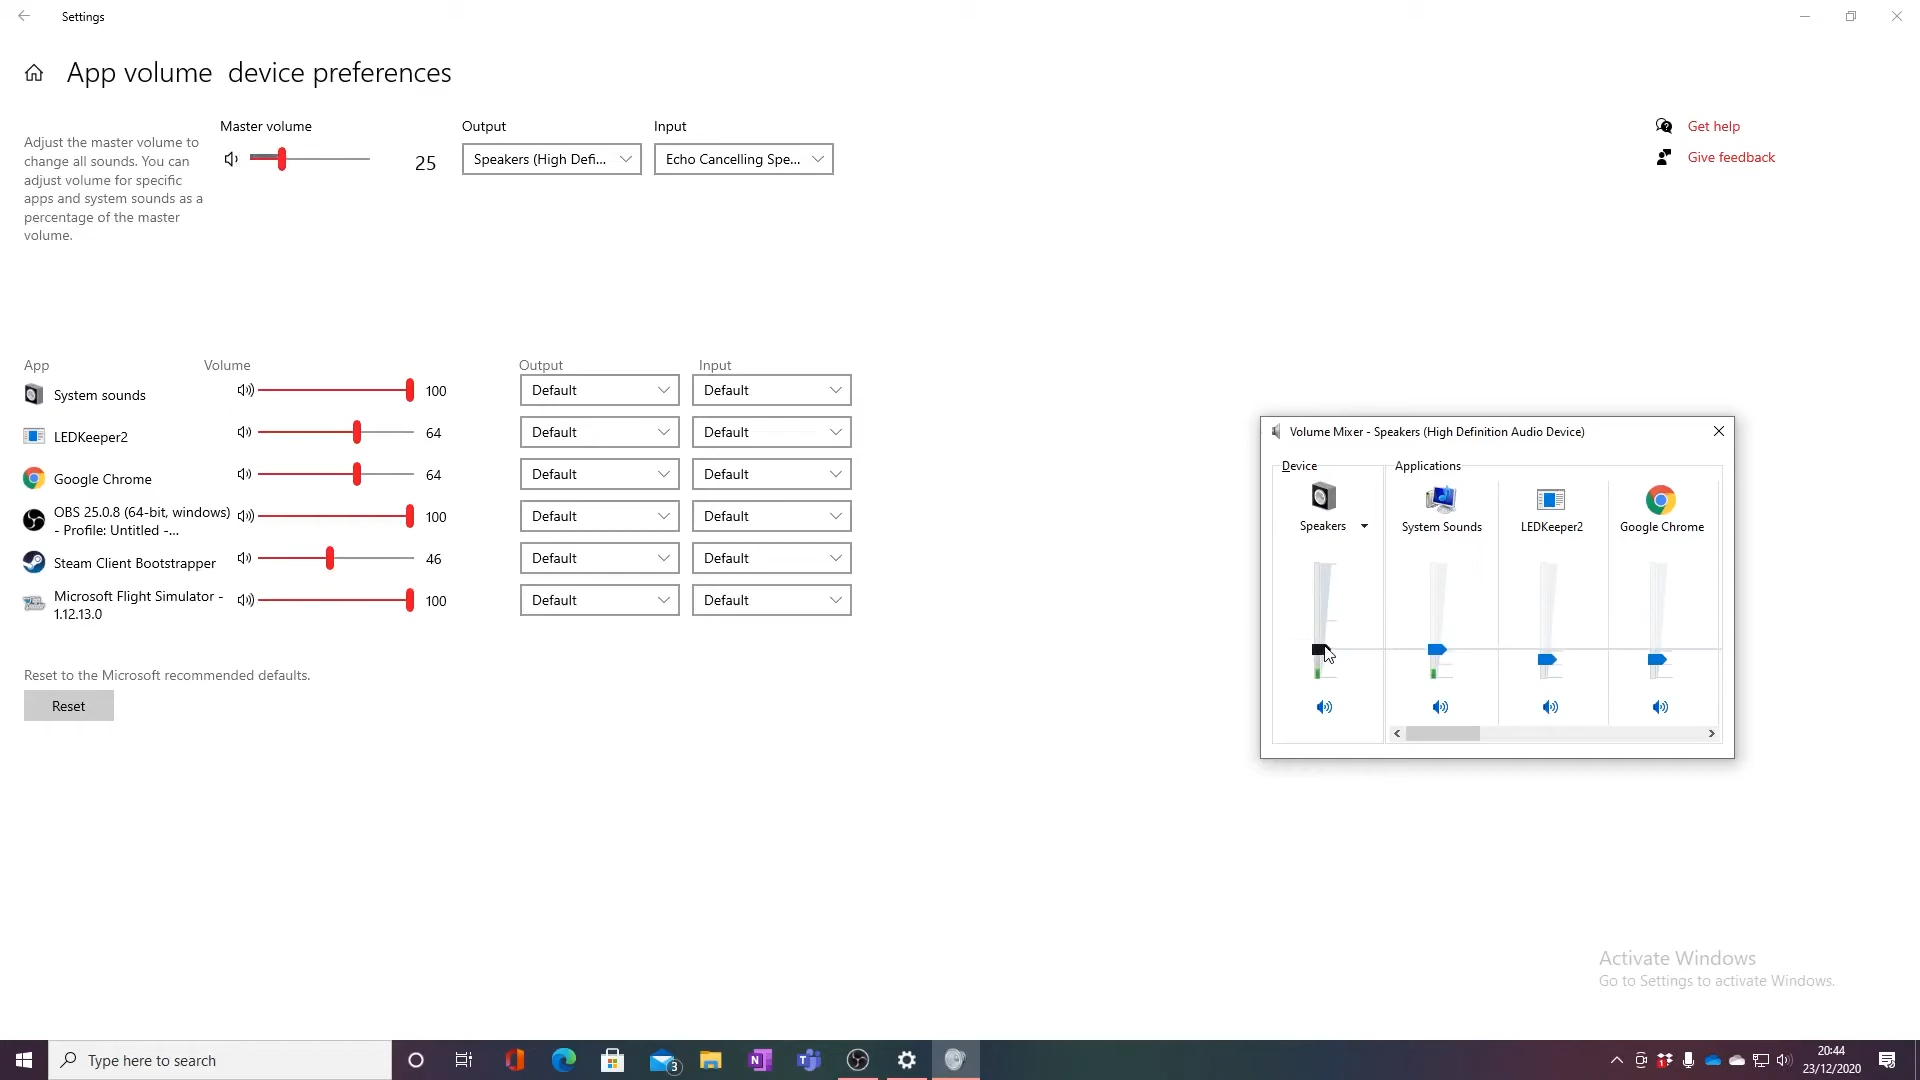 Settings
App volume  device preferences
Adjust the master volume to
change all sounds. You can
adjust volume for specific
apps and system sounds as a
percentage of the master
volume.
Master volume
25
Output
Speakers (High Defi...
Input
Echo Cancelling Spe...
Get help
Give feedback
App
Volume
Output
Input
System sounds
100
Default
Default
LEDKeeper2
64
Default
Default
Google Chrome
64
Default
Default
OBS 25.0.8 (64-bit, windows)
- Profile: Untitled -...
100
Default
Default
Steam Client Bootstrapper
46
Default
Default
Microsoft Flight Simulator -
1.12.13.0
100
Default
Default
Reset to the Microsoft recommended defaults.
Reset
Volume Mixer - Speakers (High Definition Audio Device)
Device
Applications
Speakers
System Sounds
LEDKeeper2
Google Chrome
Activate Windows
Go to Settings to activate Windows.
Type here to search
3
1
20:44
23/12/2020